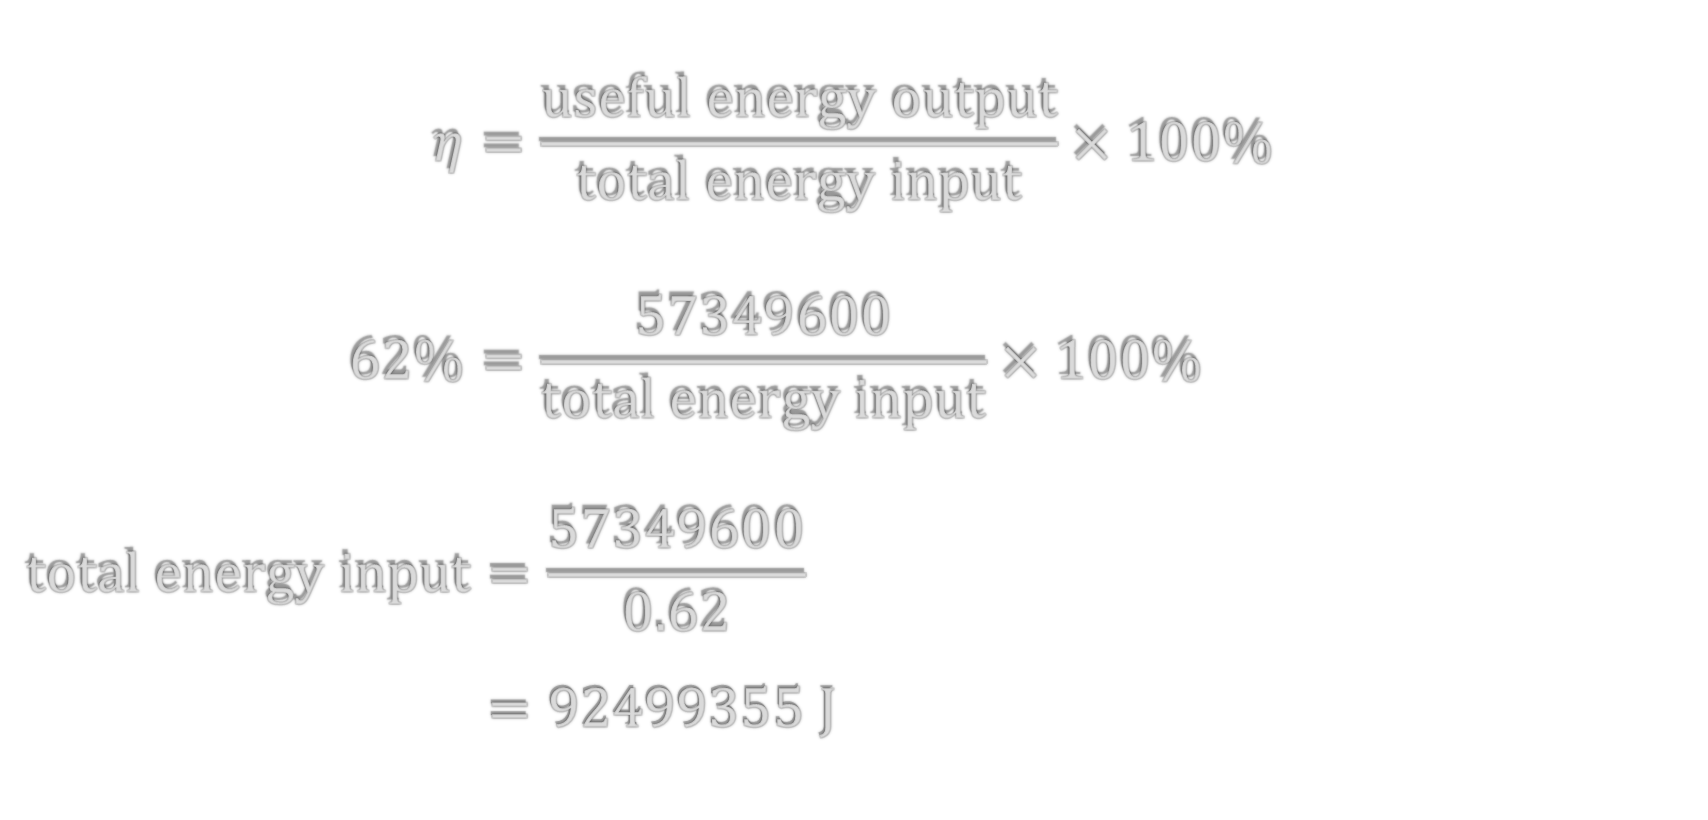 η = useful energy output / total energy input × 100%
62% = 57349600 / total energy input × 100%
total energy input = 57349600 / 0.62
= 92499355 J